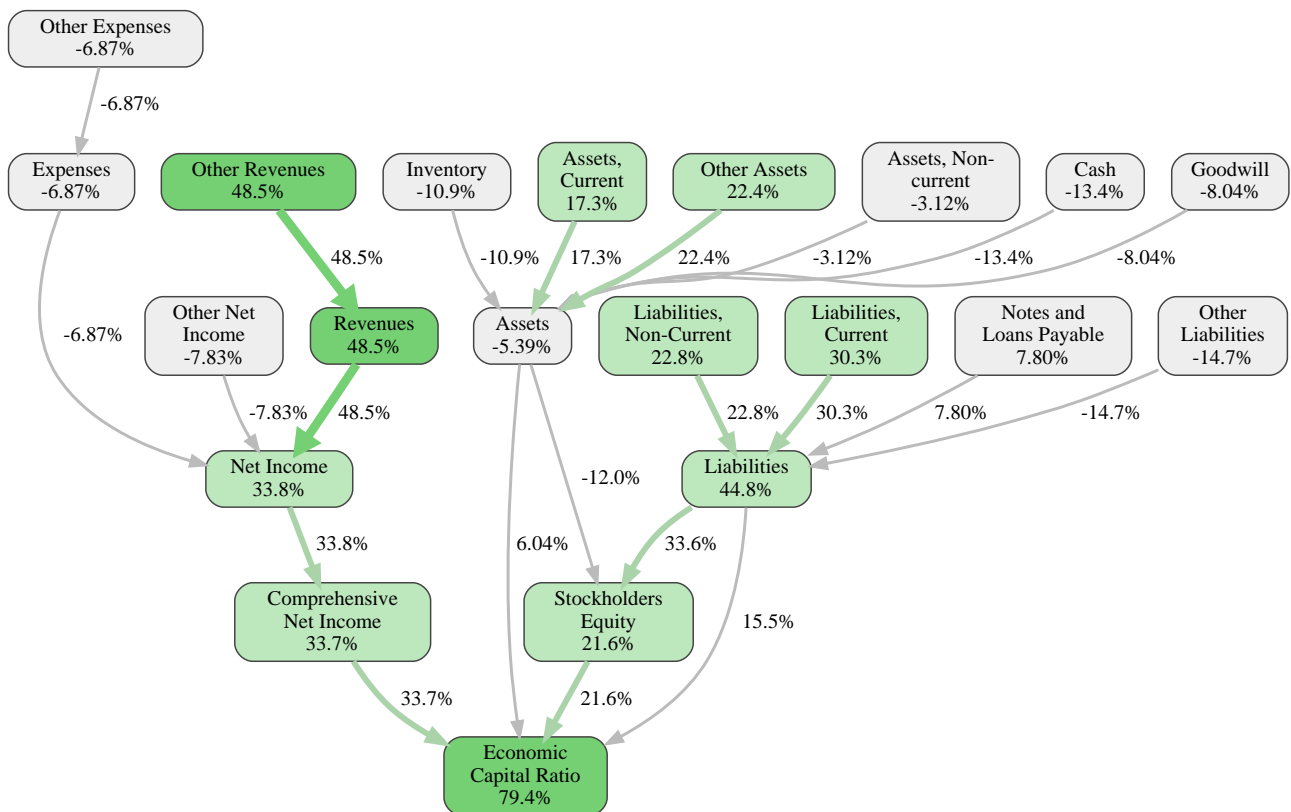 Other Expenses
-6.87%
-6.87%
Expenses
-6.87%
Other Revenues
48.5%
Inventory
-10.9%
Assets,
Current
17.3%
Other Assets
22.4%
Assets, Non-
current
-3.12%
Cash
-13.4%
Goodwill
-8.04%
48.5%
-10.9%
17.3%
22.4%
-3.12%
-13.4%
-8.04%
-6.87%
Other Net
Income
-7.83%
Revenues
48.5%
Assets
-5.39%
Liabilities,
Non-Current
22.8%
Liabilities,
Current
30.3%
Notes and
Loans Payable
7.80%
Other
Liabilities
-14.7%
-7.83%
48.5%
22.8%
30.3%
7.80%
-14.7%
Net Income
33.8%
-12.0%
Liabilities
44.8%
33.8%
6.04%
33.6%
Comprehensive
Net Income
33.7%
Stockholders
Equity
21.6%
15.5%
33.7%
21.6%
Economic
Capital Ratio
79.4%